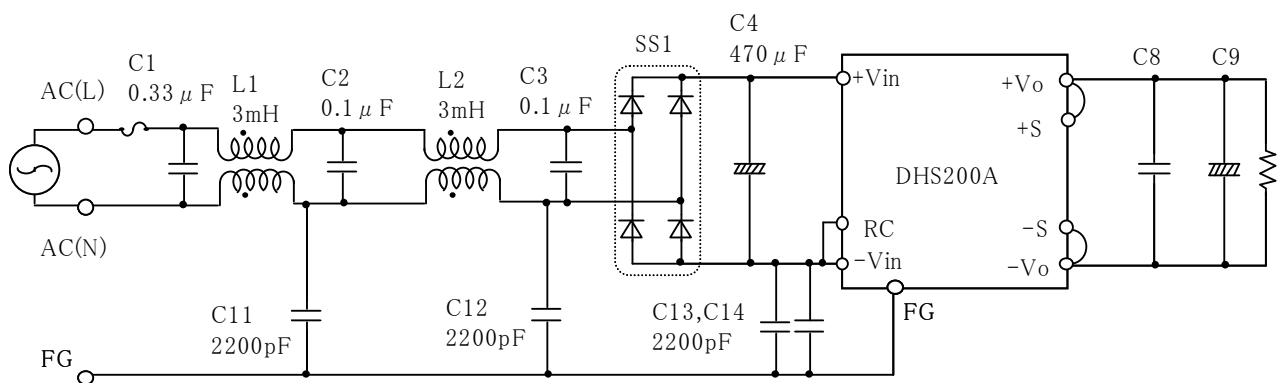 AC(L)
AC(N)
C1
0.33μF
L1
3mH
C2
0.1μF
L2
3mH
C3
0.1μF
SS1
C4
470μF
+Vin
RC
-Vin
DHS200A
+Vo
+S
-S
-Vo
C8
C9
FG
C11
2200pF
C12
2200pF
C13,C14
2200pF
FG